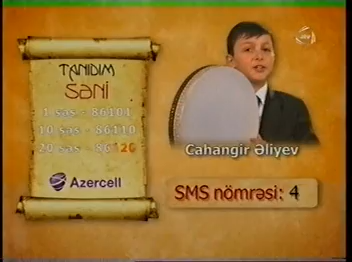 TANIDIM
SƏNİ
1 səs - 86101
10 səs - 86110
20 səs - 86120
Azercell
Cahangir Əliyev
SMS nömrəsi: 4